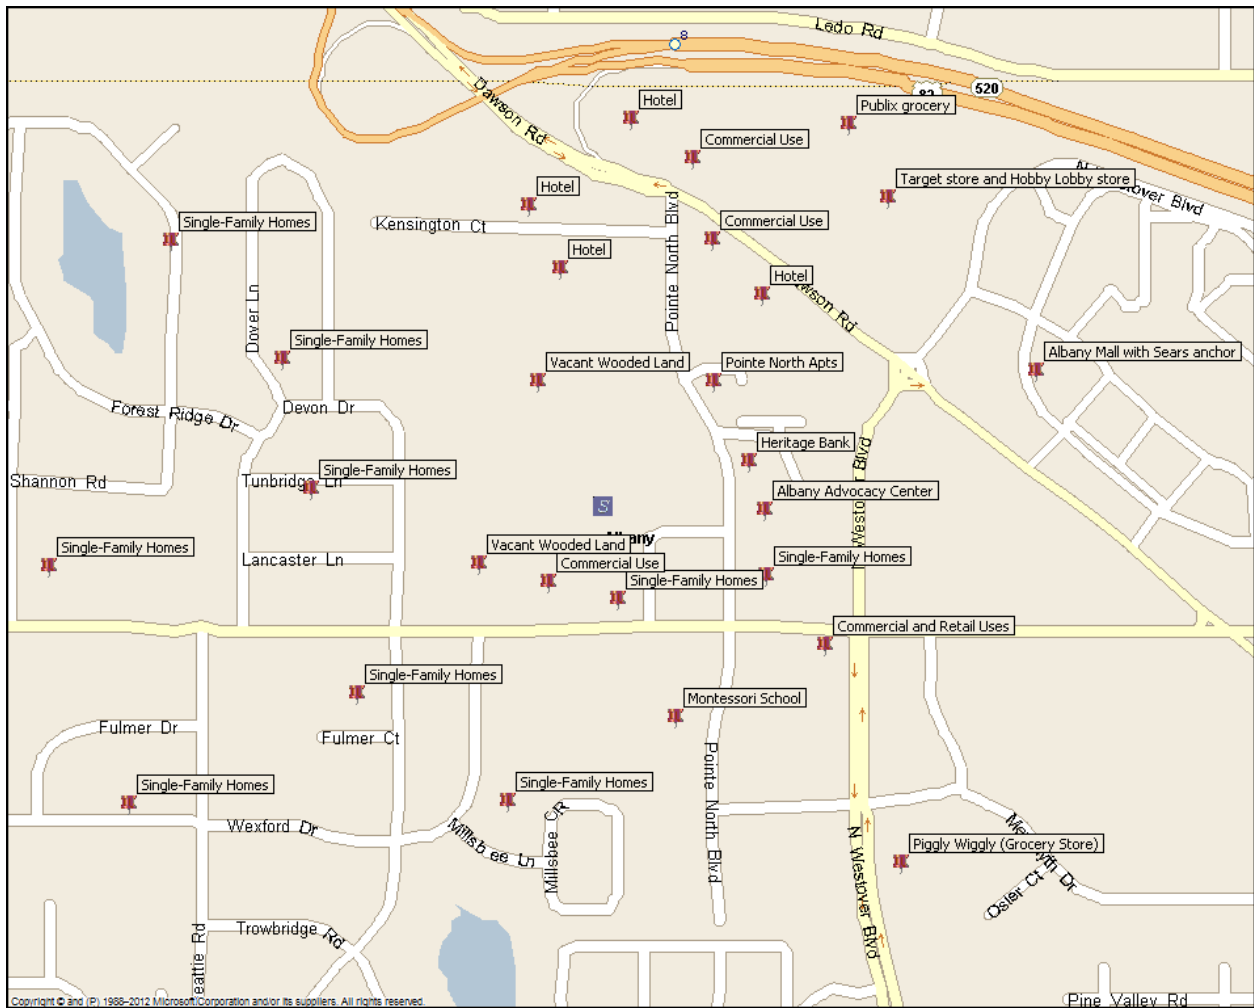 Ledo Rd
8
520
82
Dawson Rd
Hotel
Publix grocery
Commercial Use
Target store and Hobby Lobby store
Westover Blvd
Hotel
Single-Family Homes
Kensington Ct
Pointe North Blvd
Commercial Use
Hotel
Hotel
Dawson Rd
Dover Ln
Single-Family Homes
Vacant Wooded Land
Pointe North Apts
Albany Mall with Sears anchor
Forest Ridge Dr
Devon Dr
Heritage Bank
Westover Blvd
Shannon Rd
Tunbridge Ln
Single-Family Homes
Albany Advocacy Center
S
Albany
Single-Family Homes
Lancaster Ln
Vacant Wooded Land
Commercial Use
Single-Family Homes
Single-Family Homes
Commercial and Retail Uses
Single-Family Homes
Montessori School
Fulmer Dr
Fulmer Ct
Single-Family Homes
Single-Family Homes
Pointe North Blvd
Wexford Dr
Millsbee Ln
Millsbee CR
N Westover Blvd
Piggly Wiggly (Grocery Store)
Osler Ct
Trowbridge Rd
eattie Rd
Pine Valley Rd
Copyright © and (P) 1988–2012 Microsoft Corporation and/or its suppliers. All rights reserved.